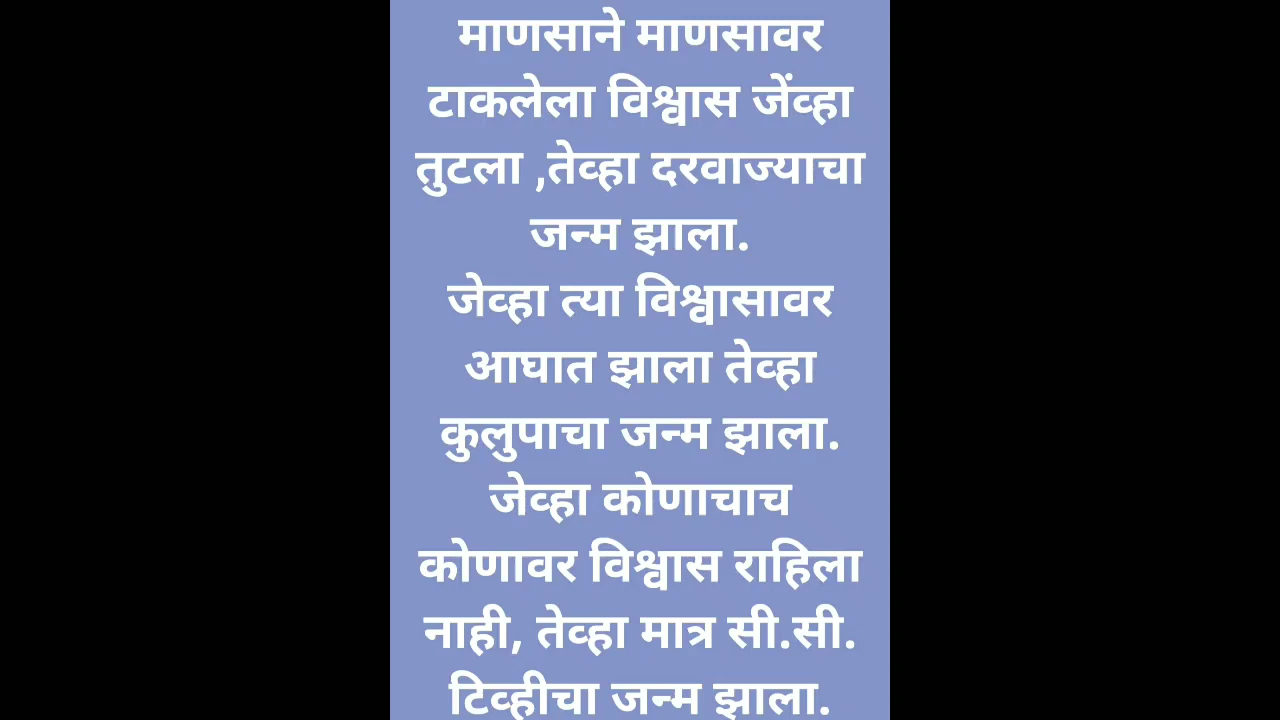 माणसाने माणसावर
टाकलेला विश्वास जेंव्हा
तुटला ,तेव्हा दरवाज्याचा
जन्म झाला.
जेव्हा त्या विश्वासावर
आघात झाला तेव्हा
कुलुपाचा जन्म झाला.
जेव्हा कोणाचाच
कोणावर विश्वास राहिला
नाही, तेव्हा मात्र सी.सी.
टिव्हीचा जन्म झाला.